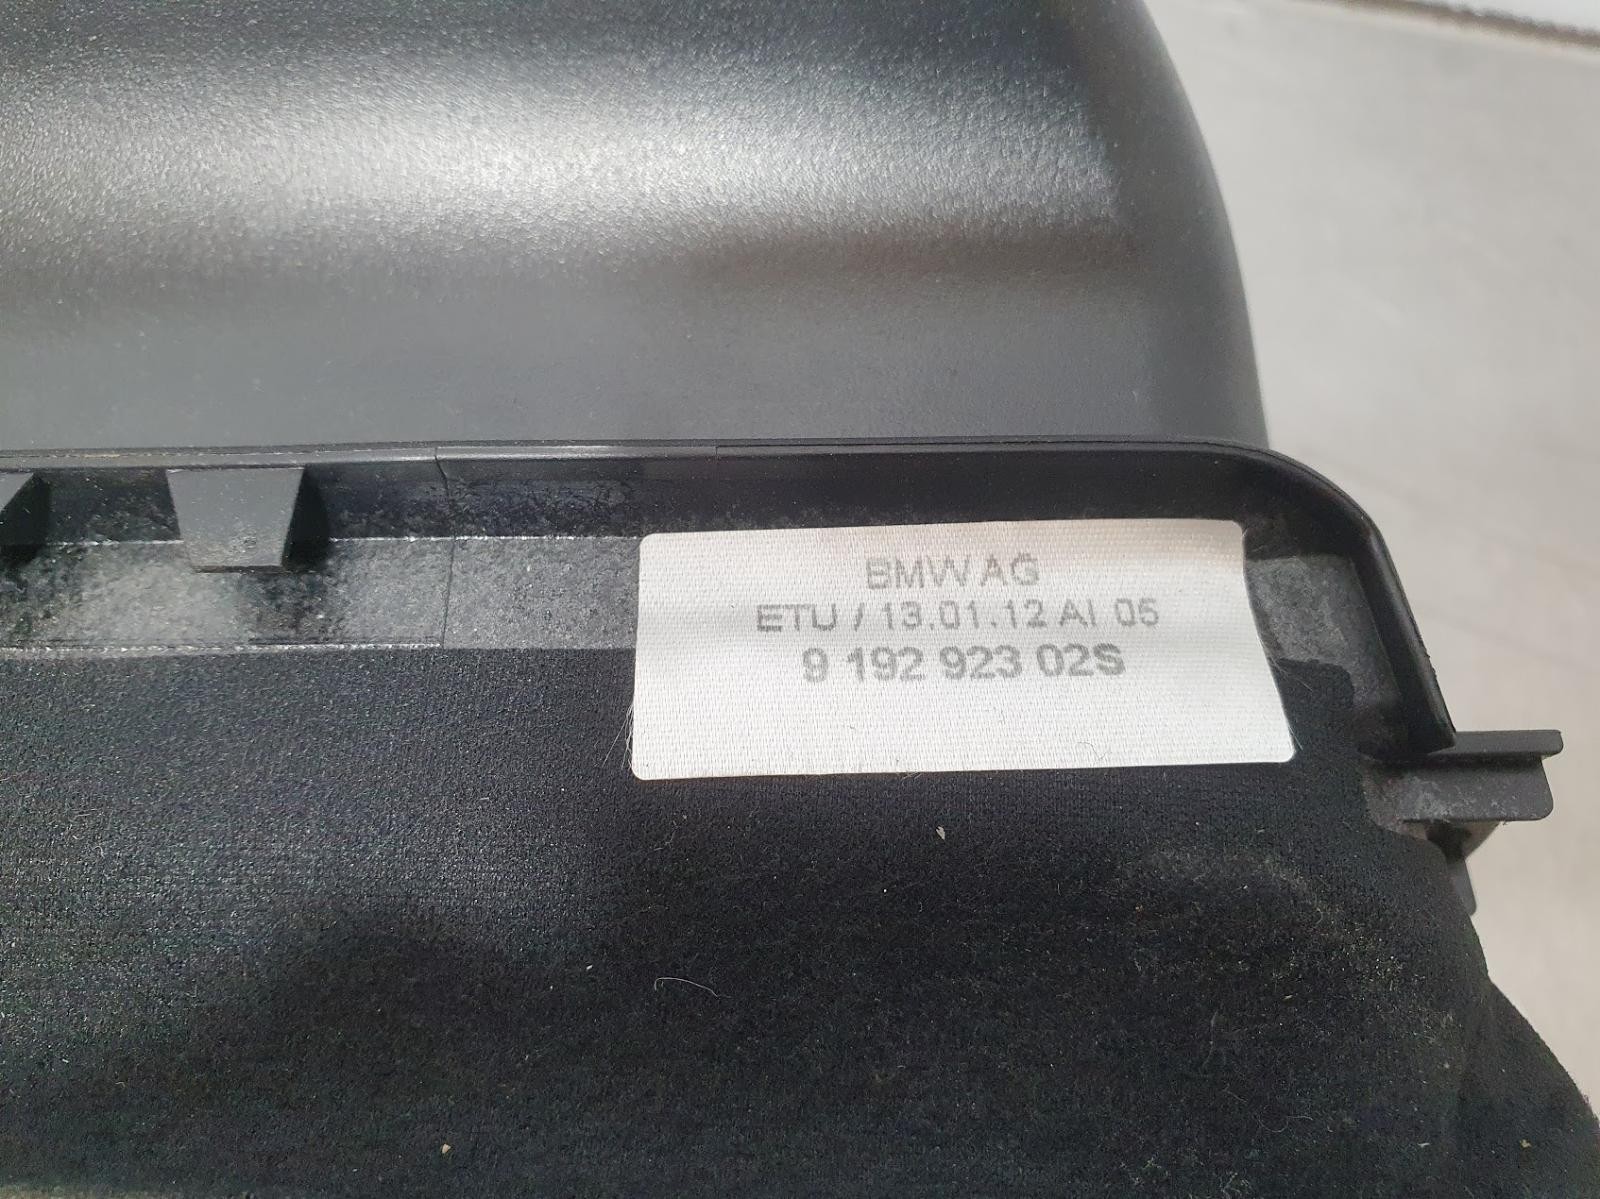 BMW AG
ETU / 13.01.12 AI 05
9 192 923 02S